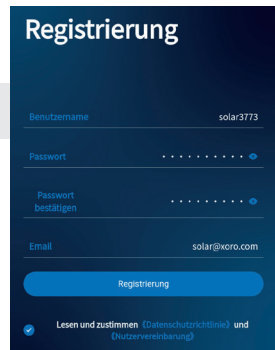 Registrierung
Benutzername solar3773
Passwort • • • • • • • • • •
Passwort
bestätigen • • • • • • • • •
Email solar@xoro.com
Registrierung
Lesen und zustimmen《Datenschutzrichtlinie》 und
《Nutzervereinbarung》